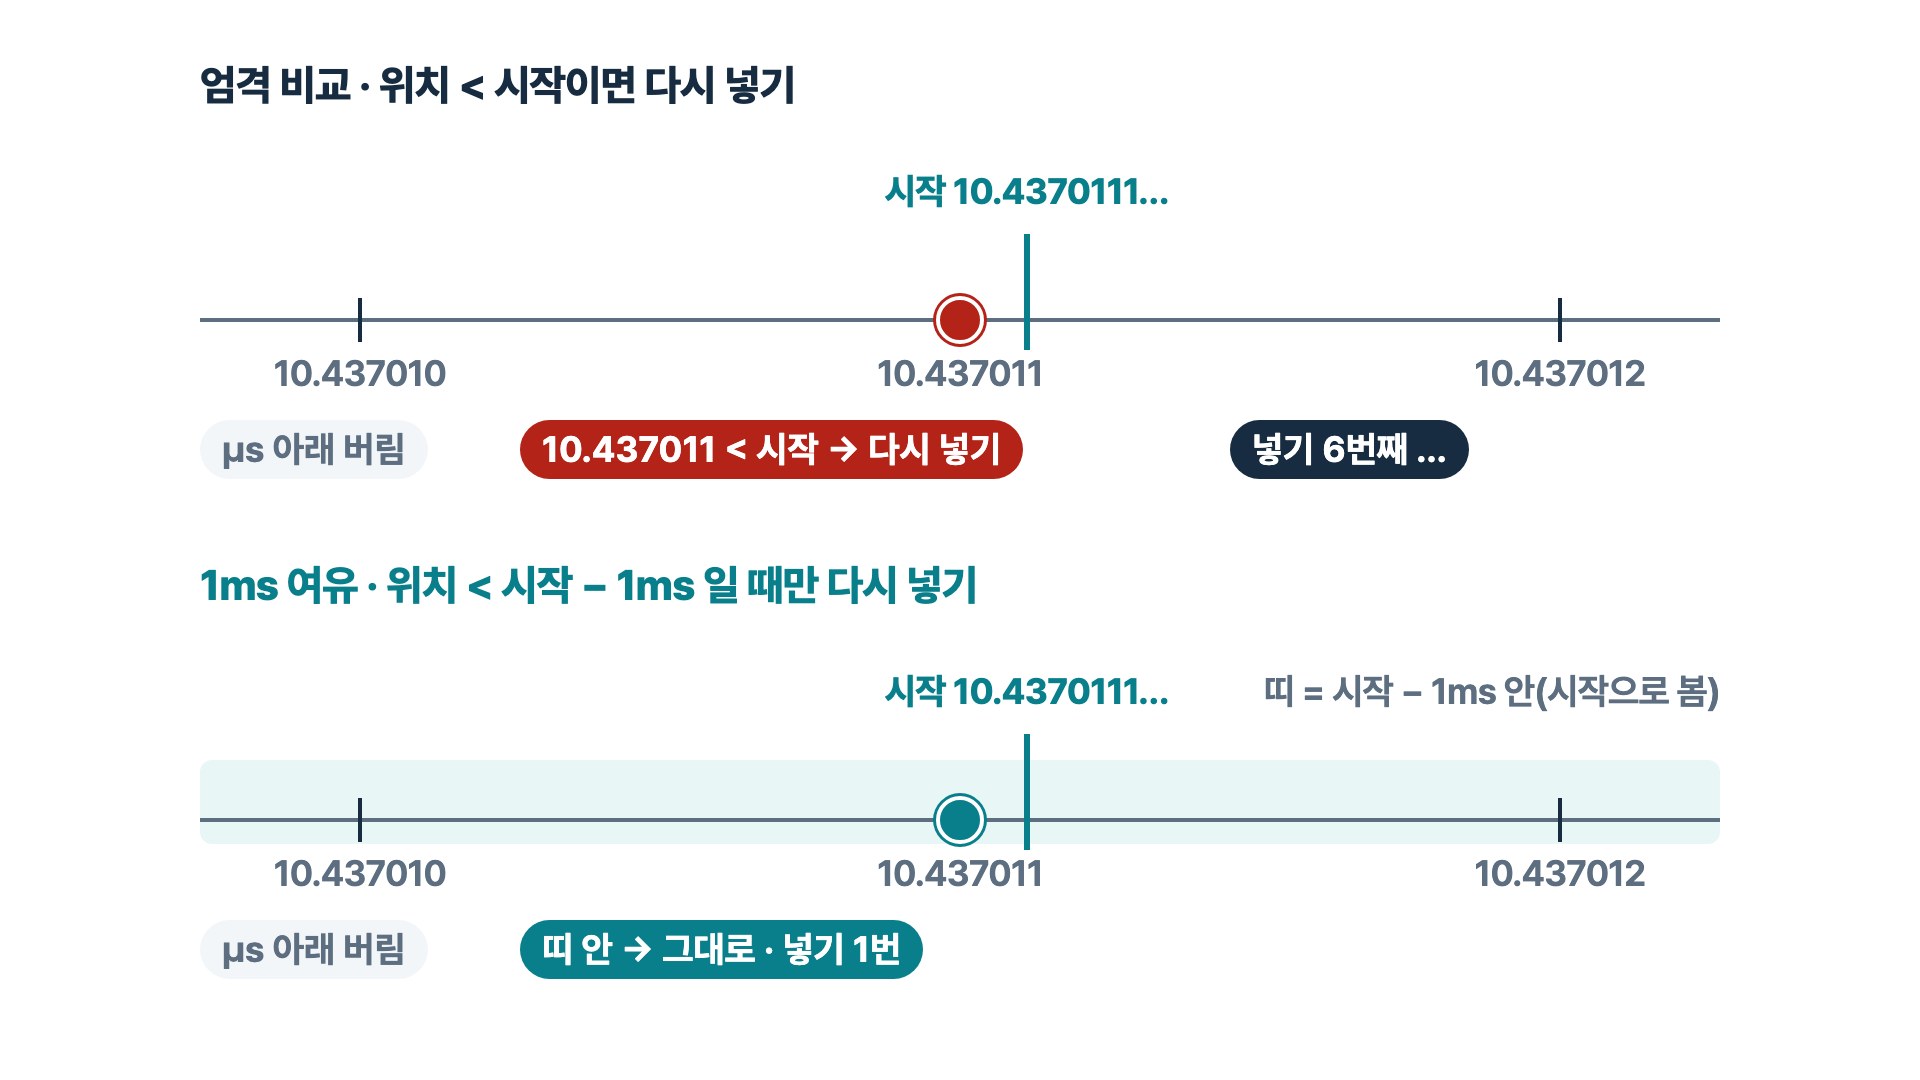 엄격 비교 · 위치 < 시작이면 다시 넣기
시작 10.4370111...
10.437010
10.437011
10.437012
µs 아래 버림
10.437011 < 시작 → 다시 넣기
넣기 6번째 ...
1ms 여유 · 위치 < 시작 – 1ms 일 때만 다시 넣기
시작 10.4370111...
띠 = 시작 – 1ms 안(시작으로 봄)
10.437010
10.437011
10.437012
µs 아래 버림
띠 안 → 그대로 · 넣기 1번